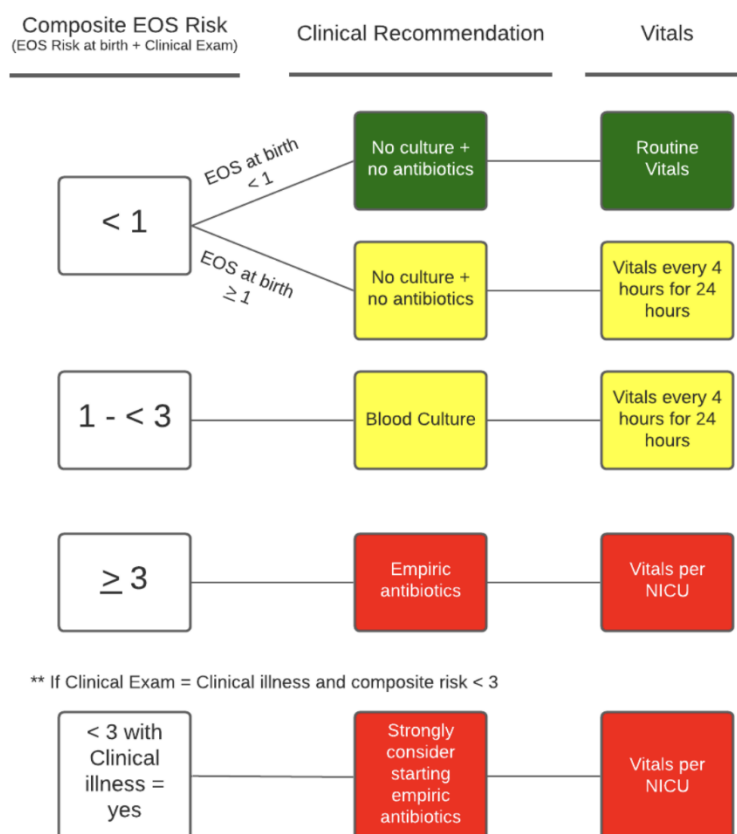 Composite EOS Risk
(EOS Risk at birth + Clinical Exam)
Clinical Recommendation
Vitals
< 1
EOS at birth
< 1
No culture +
no antibiotics
Routine
Vitals
EOS at birth
≥ 1
No culture +
no antibiotics
Vitals every 4
hours for 24
hours
1 - < 3
Blood Culture
Vitals every 4
hours for 24
hours
≥ 3
Empiric
antibiotics
Vitals per
NICU
** If Clinical Exam = Clinical illness and composite risk < 3
< 3 with
Clinical
illness =
yes
Strongly
consider
starting
empiric
antibiotics
Vitals per
NICU